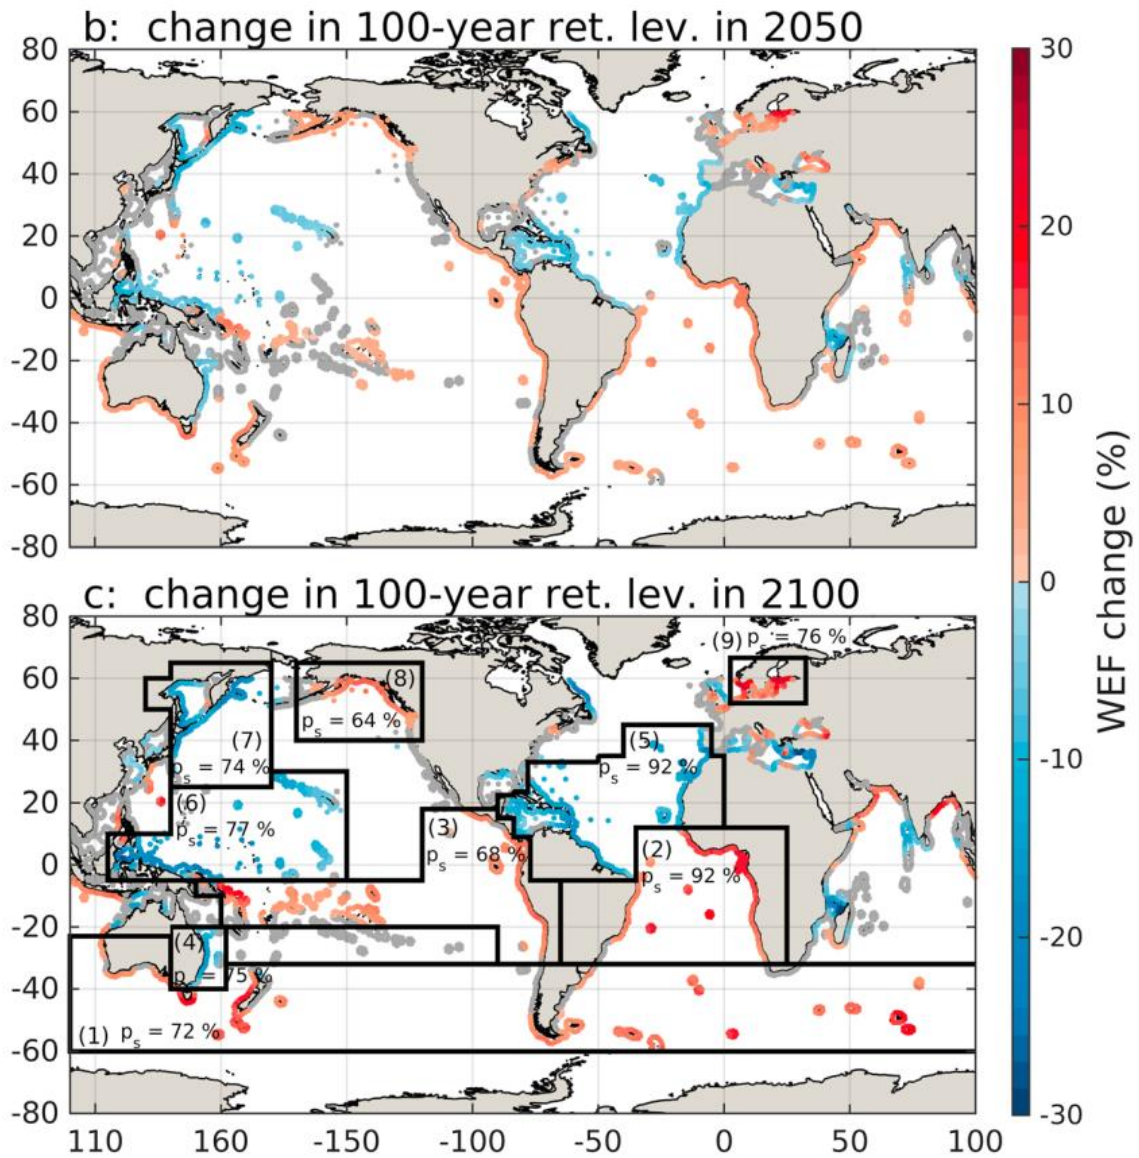 b: change in 100-year ret. lev. in 2050
80
60
40
20
0
-20
-40
-60
-80
c: change in 100-year ret. lev. in 2100
80
60
40
20
0
-20
-40
-60
-80
110 160 -150 -100 -50 0 50 100
(9) p = 76 %
(8)
p_s = 64 %
(7)
p_s = 74 %
(5)
p_s = 92 %
(6)
p_s = 77 %
(3)
p_s = 68 %
(2)
p_s = 92 %
(4)
p = 75 %
(1) p_s = 72 %
30
20
10
0
-10
-20
-30
WEF change (%)